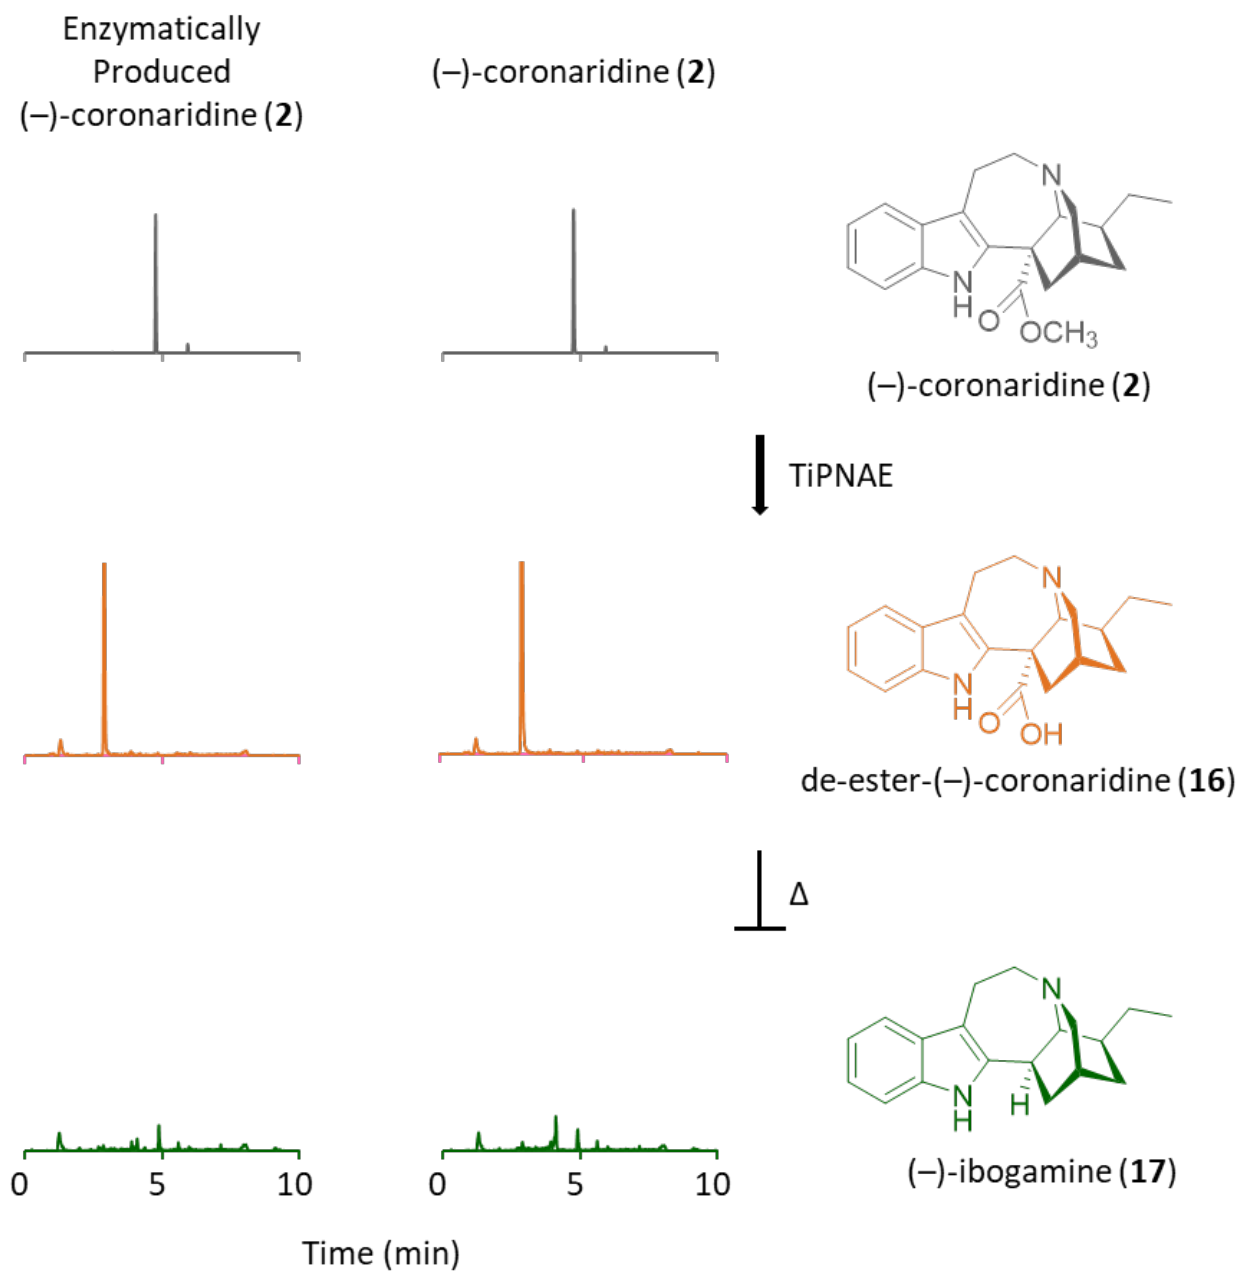 Enzymatically
Produced
(–)-coronaridine (2)
(–)-coronaridine (2)
N
N
H
O
OCH3
(–)-coronaridine (2)
TiPNAE
N
N
H
O
OH
de-ester-(–)-coronaridine (16)
Δ
N
N
H
H
(–)-ibogamine (17)
0 5 10
0 5 10
Time (min)